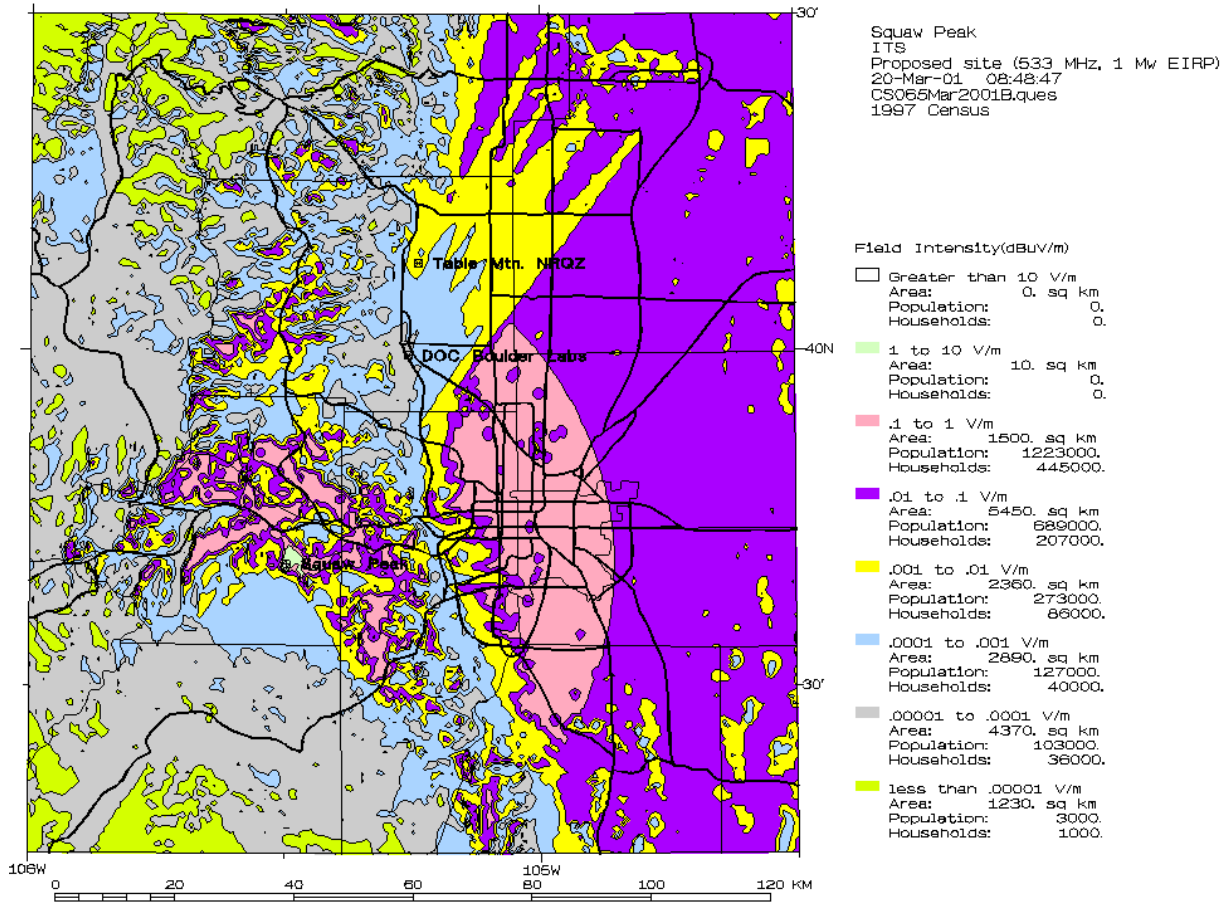 30'
Squaw Peak
ITS
Proposed site (533 MHz, 1 Mw EIRP)
20-Mar-01 08:48:47
CS065Mar2001B.ques
1997 Census
Field Intensity(dBuV/m)
Greater than 10 V/m
Area: 0. sq km
Population: 0.
Households: 0.
1 to 10 V/m
Area: 10. sq km
Population: 0.
Households: 0.
.1 to 1 V/m
Area: 1500. sq km
Population: 1223000.
Households: 445000.
.01 to .1 V/m
Area: 5450. sq km
Population: 689000.
Households: 207000.
.001 to .01 V/m
Area: 2360. sq km
Population: 273000.
Households: 86000.
.0001 to .001 V/m
Area: 2890. sq km
Population: 127000.
Households: 40000.
.00001 to .0001 V/m
Area: 4370. sq km
Population: 103000.
Households: 36000.
less than .00001 V/m
Area: 1230. sq km
Population: 3000.
Households: 1000.
Table Mtn. NRQZ
40N
DOC Boulder Labs
Squaw Peak
30'
106W
105W
0 20 40 60 80 100 120 KM